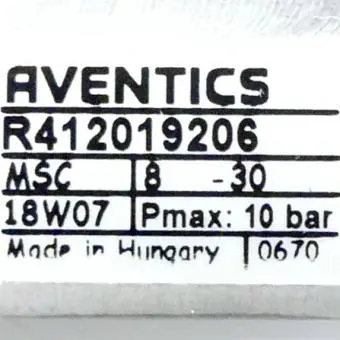 AVENTICS
R412019206
MSC 8 -30
18W07 Pmax: 10 bar
Made in Hungary 0670